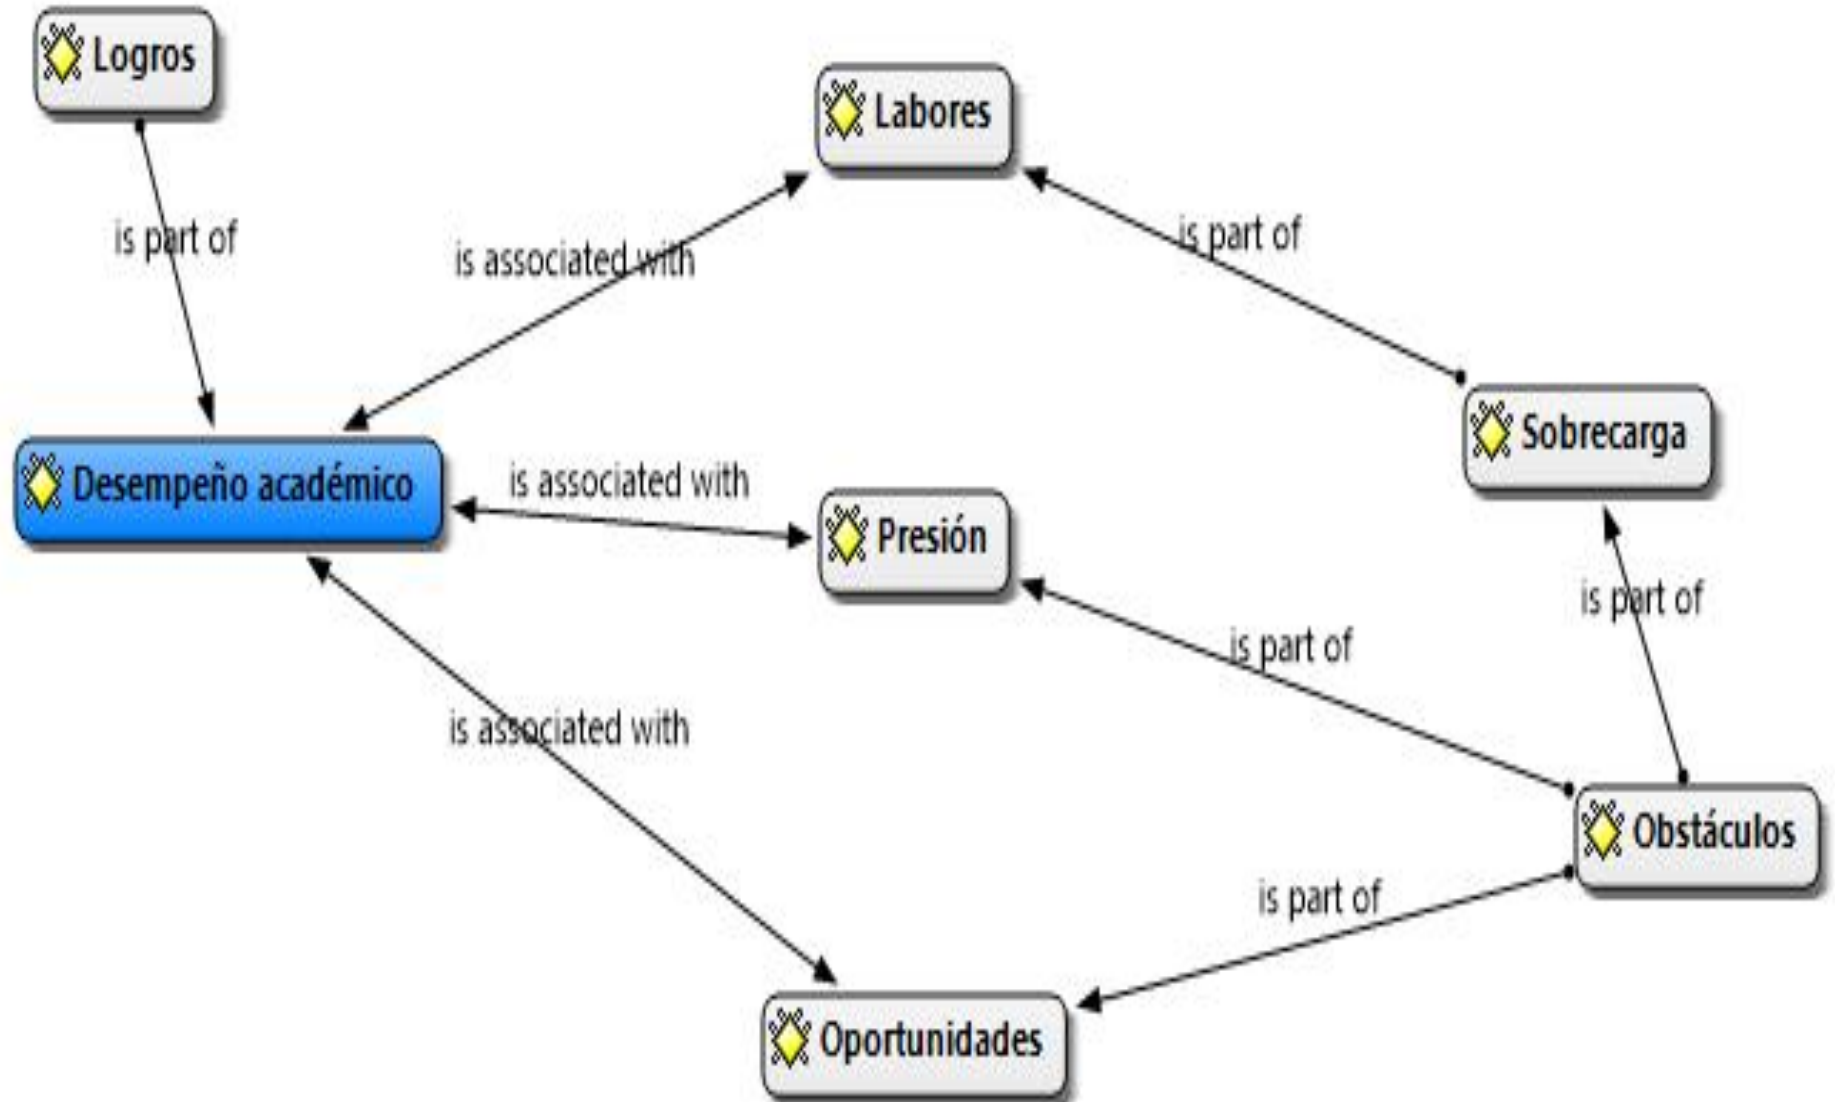 Logros
Labores
is part of
is associated with
is part of
Sobrecarga
Desempeño académico
is associated with
Presión
is part of
is part of
is associated with
Obstáculos
is part of
Oportunidades